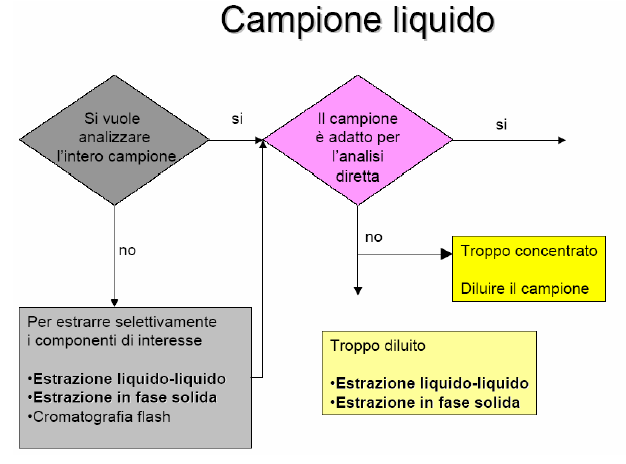 Campione liquido
Si vuole
analizzare
l'intero campione
si
Il campione
è adatto per
l'analisi
diretta
si
no
no
Troppo concentrato
Diluire il campione
Per estrarre selettivamente
i componenti di interesse
•Estrazione liquido-liquido
•Estrazione in fase solida
•Cromatografia flash
Troppo diluito
•Estrazione liquido-liquido
•Estrazione in fase solida